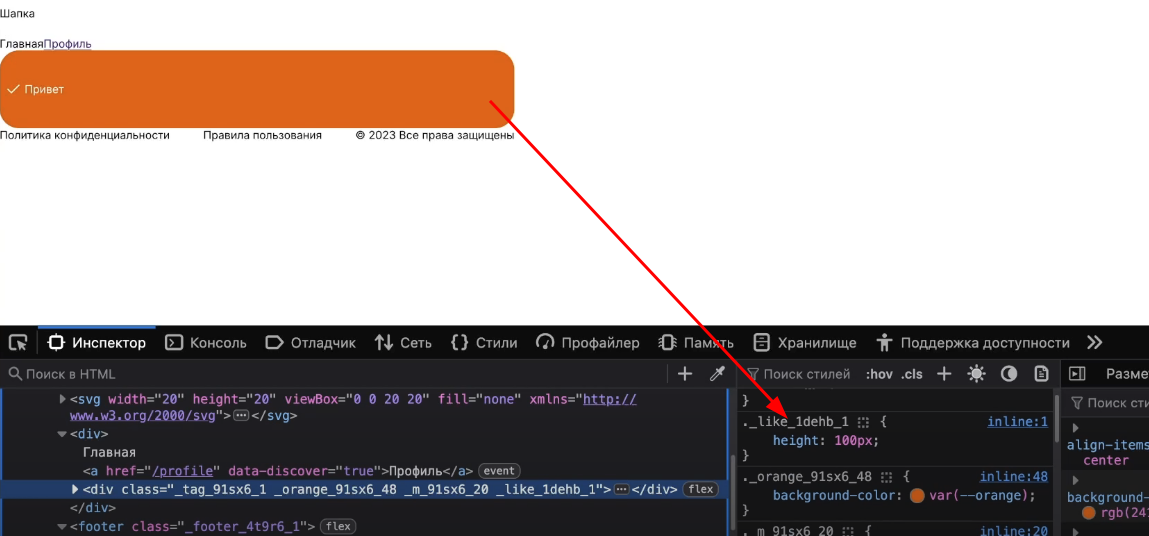 Шапка
ГлавнаяПрофиль
Привет
Политика конфиденциальности Правила пользования © 2023 Все права защищены
Инспектор Консоль Отладчик Сеть {} Стили Профайлер Память Хранилище Поддержка доступности
Поиск в HTML
Поиск стилей :hov .cls
Разме
<svg width="20" height="20" viewBox="0 0 20 20" fill="none" xmlns="http://
www.w3.org/2000/svg"> </svg>
<div>
Главная
<a href="/profile" data-discover="true">Профиль</a> event
<div class="_tag_91sx6_1 _orange_91sx6_48 _m_91sx6_20 _like_1dehb_1"> </div> flex
</div>
<footer class="_footer_4t9r6_1"> flex
}
._like_1dehb_1 { inline:1
height: 100px;
}
._orange_91sx6_48 { inline:48
background-color: var(--orange);
}
._m_91sx6_20 { inline:20
Поиск сти
align-items
center
background-
rgb(241